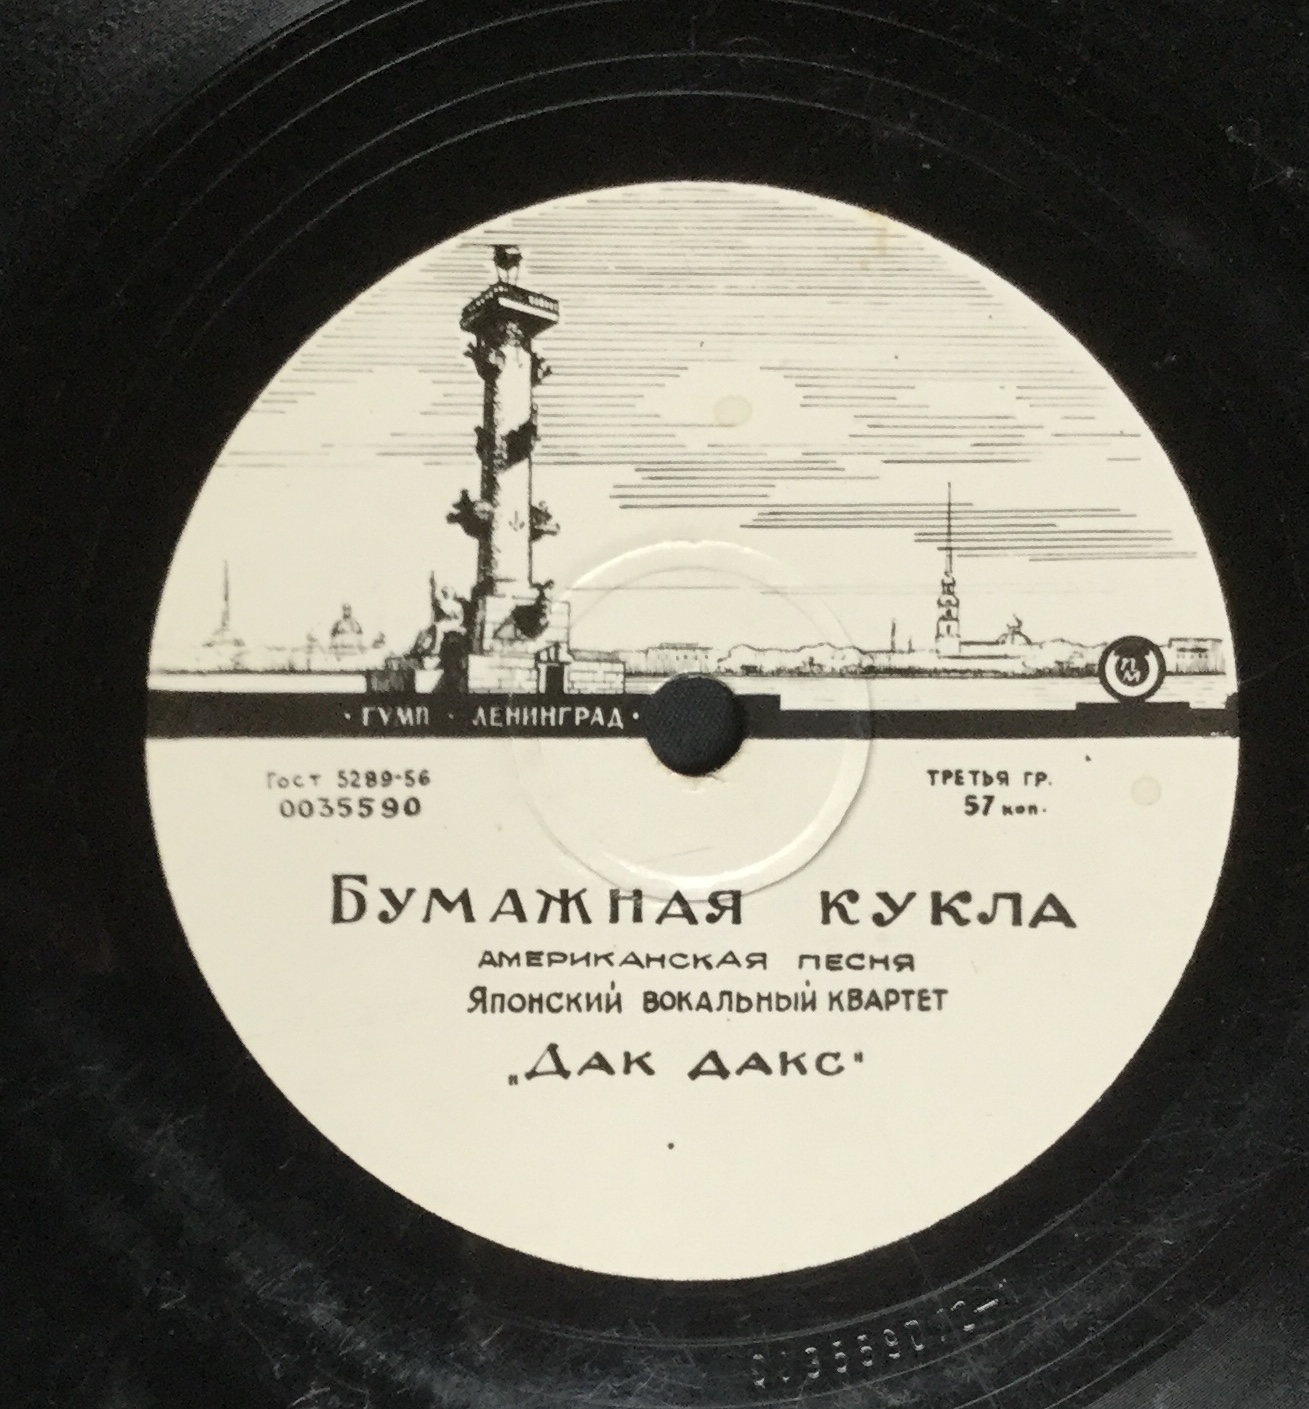 · ГУМП · ЛЕНИНГРАД ·
ЛМ
Гост 5289-56
0035590
ТРЕТЬЯ ГР.
57 коп.
БУМАЖНАЯ КУКЛА
АМЕРИКАНСКАЯ ПЕСНЯ
ЯПОНСКИЙ ВОКАЛЬНЫЙ КВАРТЕТ
„ДАК ДАКС"